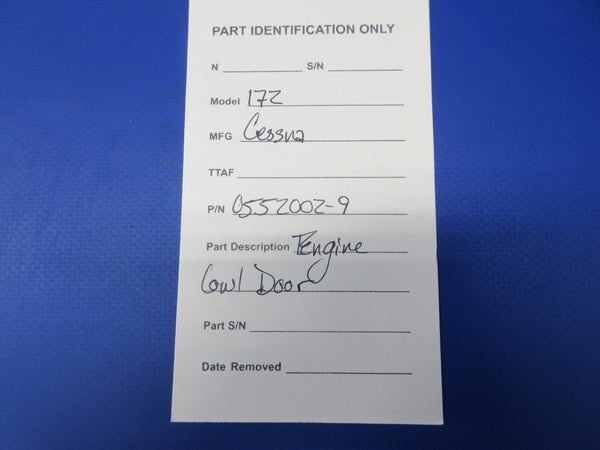 PART IDENTIFICATION ONLY
N S/N
Model 172
MFG Cessna
TTAF
P/N 0552002-9
Part Description Engine
Cowl Door
Part S/N
Date Removed